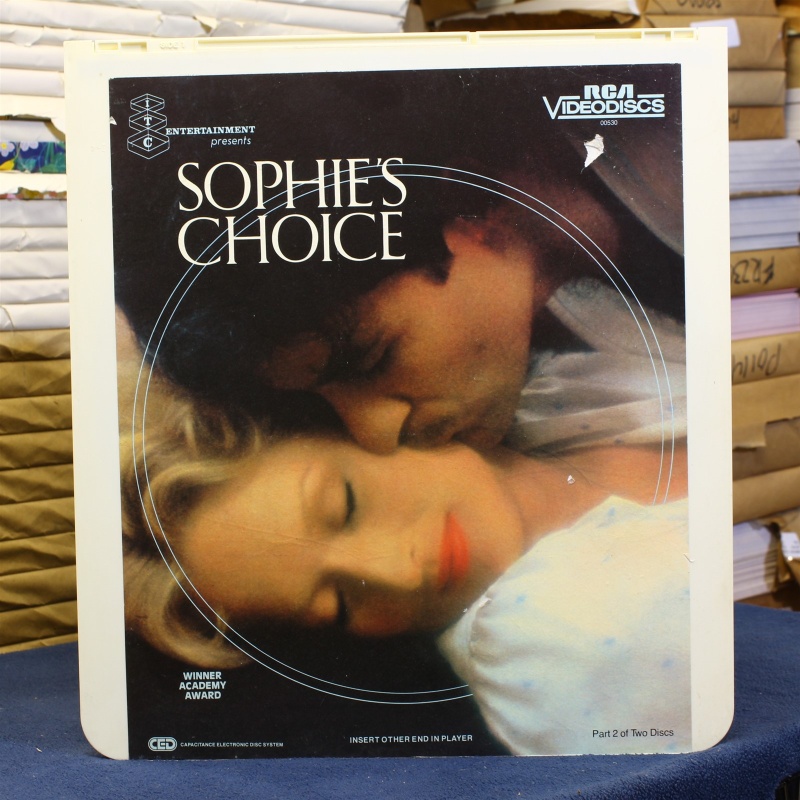 ITC
ENTERTAINMENT
presents
SOPHIE'S
CHOICE
RCA
VIDEODISCS
00530
WINNER
ACADEMY
AWARD
CED CAPACITANCE ELECTRONIC DISC SYSTEM
INSERT OTHER END IN PLAYER
Part 2 of Two Discs